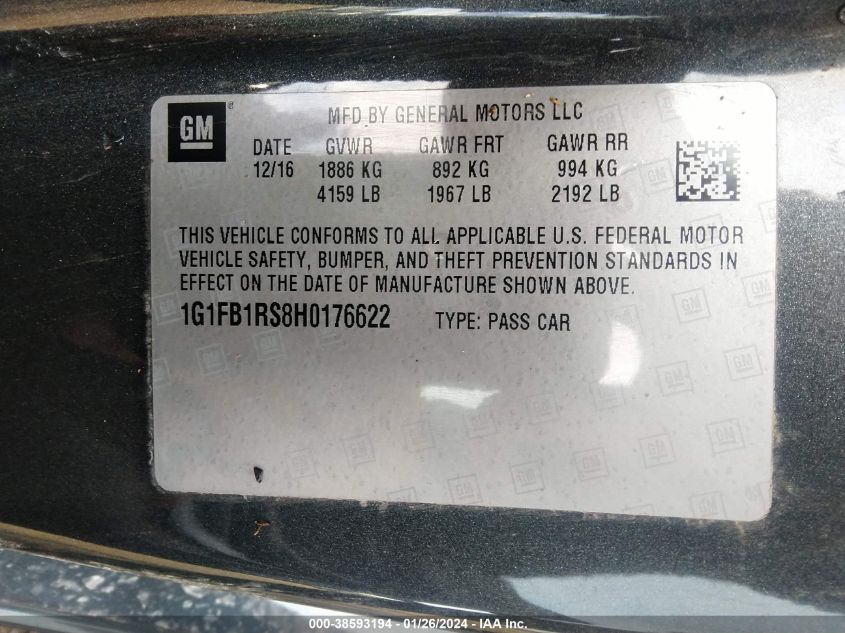 GM
MFD BY GENERAL MOTORS LLC
DATE GVWR GAWR FRT GAWR RR
12/16 1886 KG 892 KG 994 KG
4159 LB 1967 LB 2192 LB
THIS VEHICLE CONFORMS TO ALL APPLICABLE U.S. FEDERAL MOTOR
VEHICLE SAFETY, BUMPER, AND THEFT PREVENTION STANDARDS IN
EFFECT ON THE DATE OF MANUFACTURE SHOWN ABOVE.
1G1FB1RS8H0176622 TYPE: PASS CAR
000-38593194 - 01/26/2024 - IAA Inc.